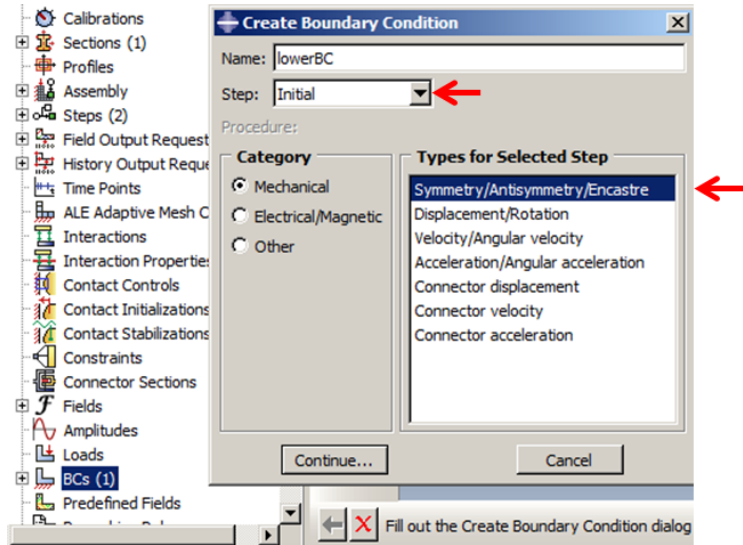 Calibrations
Sections (1)
Profiles
Assembly
Steps (2)
Field Output Request
History Output Reque
Time Points
ALE Adaptive Mesh C
Interactions
Interaction Properties
Contact Controls
Contact Initializations
Contact Stabilizations
Constraints
Connector Sections
Fields
Amplitudes
Loads
BCs (1)
Predefined Fields
Create Boundary Condition
Name: lowerBC
Step: Initial
Procedure:
Category
Mechanical
Electrical/Magnetic
Other
Types for Selected Step
Symmetry/Antisymmetry/Encastre
Displacement/Rotation
Velocity/Angular velocity
Acceleration/Angular acceleration
Connector displacement
Connector velocity
Connector acceleration
Continue...
Cancel
Fill out the Create Boundary Condition dialog